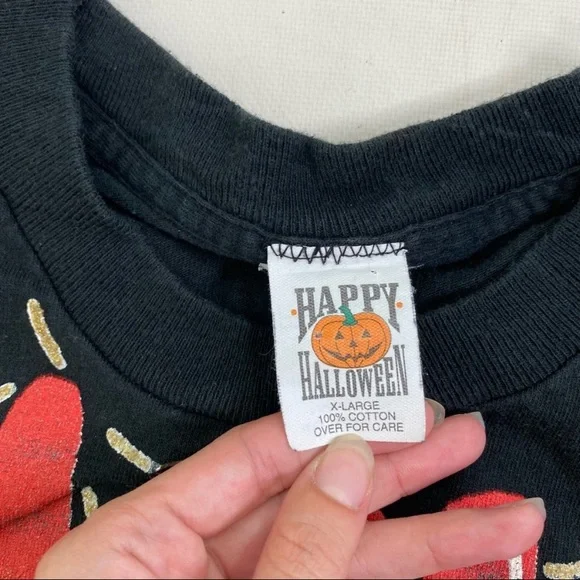 HAPPY
HALLOWEEN
X-LARGE
100% COTTON
OVER FOR CARE